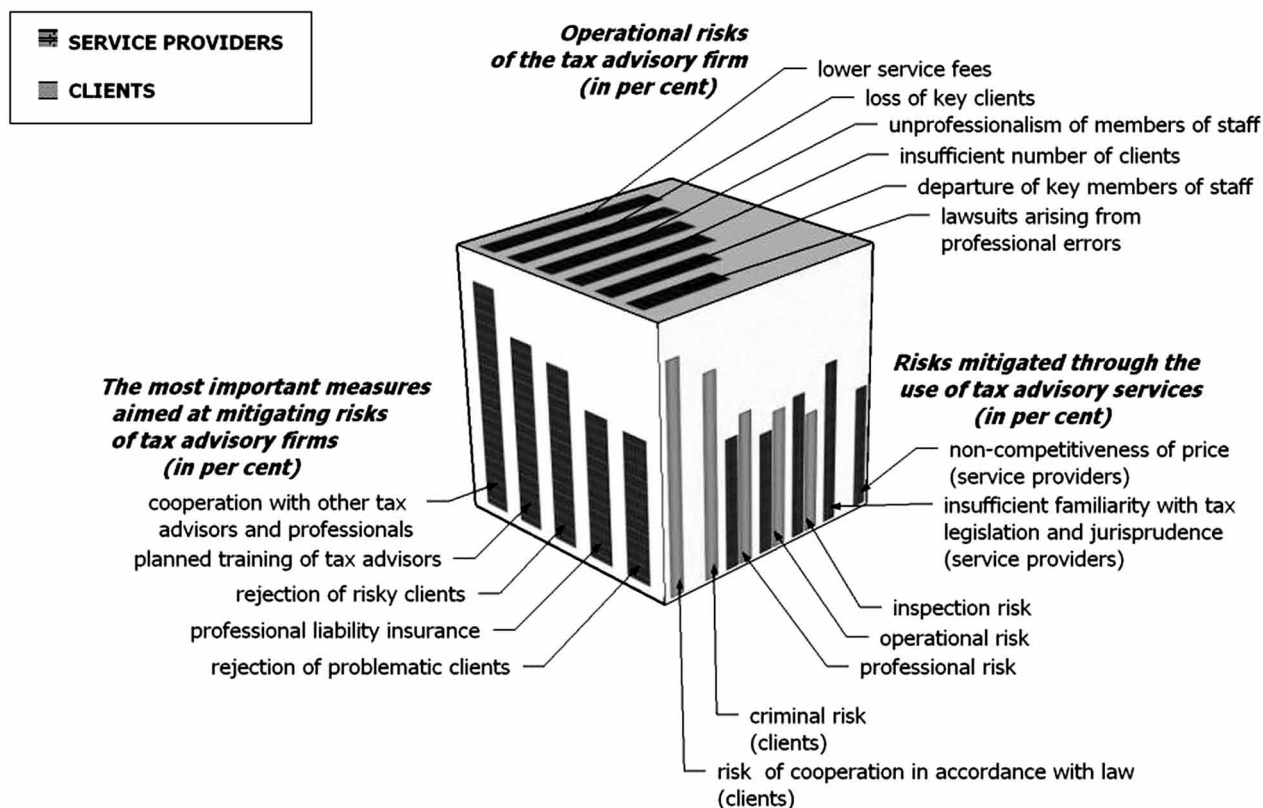 SERVICE PROVIDERS
CLIENTS
Operational risks
of the tax advisory firm
(in per cent)
lower service fees
loss of key clients
unprofessionalism of members of staff
insufficient number of clients
departure of key members of staff
lawsuits arising from
professional errors
The most important measures
aimed at mitigating risks
of tax advisory firms
(in per cent)
cooperation with other tax
advisors and professionals
planned training of tax advisors
rejection of risky clients
professional liability insurance
rejection of problematic clients
Risks mitigated through the
use of tax advisory services
(in per cent)
non-competitiveness of price
(service providers)
insufficient familiarity with tax
legislation and jurisprudence
(service providers)
inspection risk
operational risk
professional risk
criminal risk
(clients)
risk of cooperation in accordance with law
(clients)